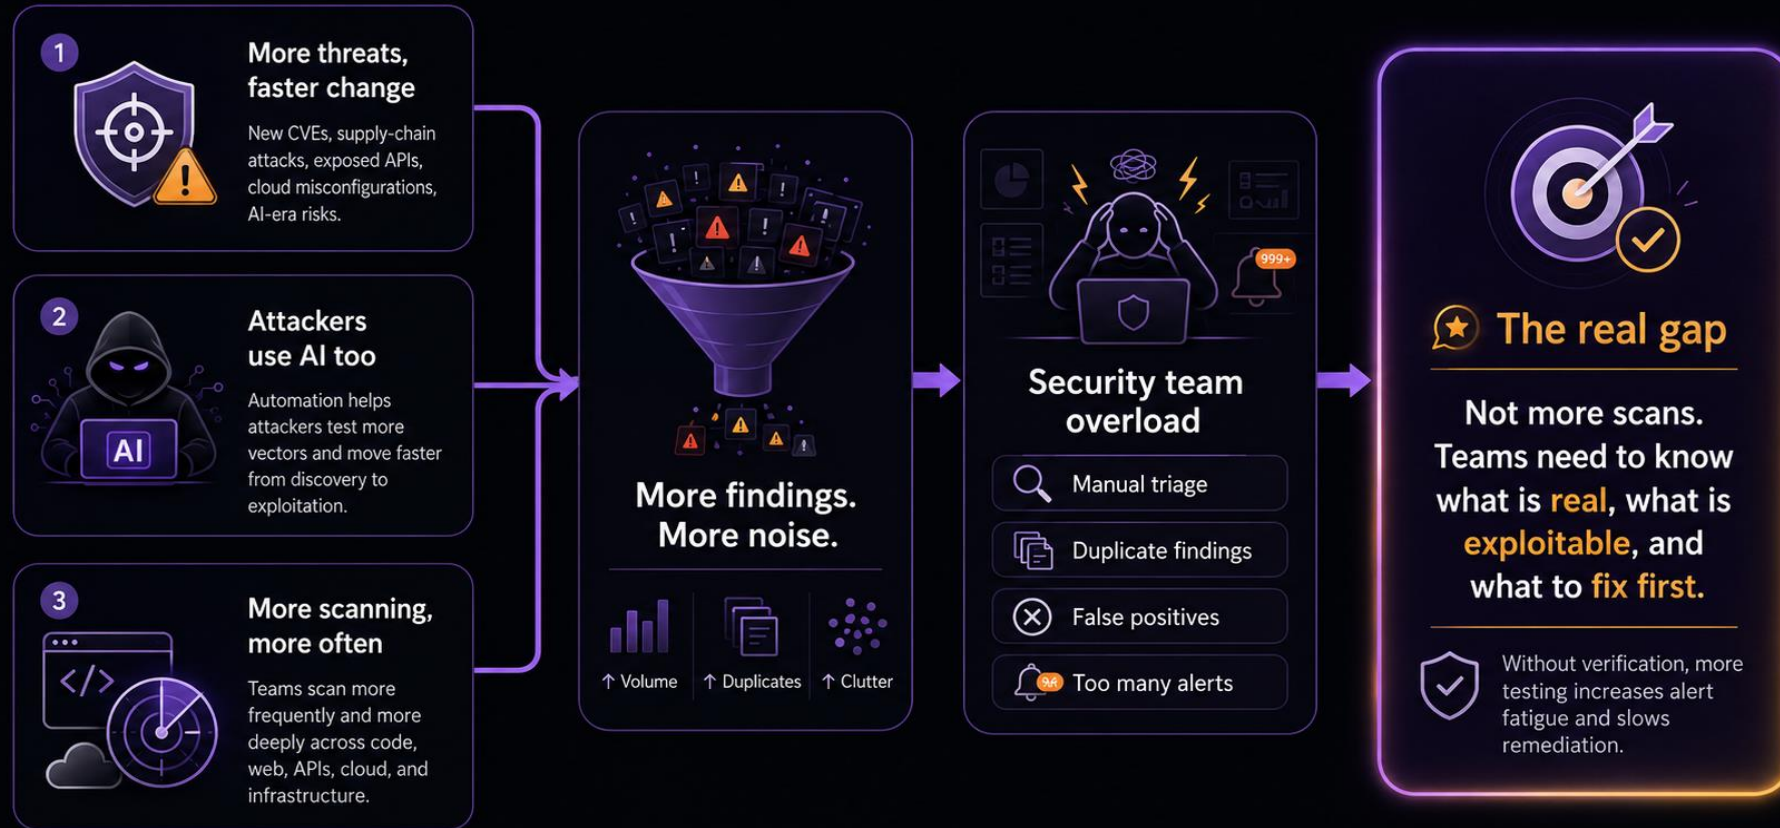 1
More threats,
faster change
New CVEs, supply-chain
attacks, exposed APIs,
cloud misconfigurations,
AI-era risks.
2
AI
Attackers
use AI too
Automation helps
attackers test more
vectors and move faster
from discovery to
exploitation.
3
</>
More scanning,
more often
Teams scan more
frequently and more
deeply across code,
web, APIs, cloud, and
infrastructure.
More findings.
More noise.
↑ Volume
↑ Duplicates
↑ Clutter
999+
Security team
overload
Manual triage
Duplicate findings
False positives
Too many alerts
The real gap
Not more scans.
Teams need to know
what is real, what is
exploitable, and
what to fix first.
Without verification, more
testing increases alert
fatigue and slows
remediation.